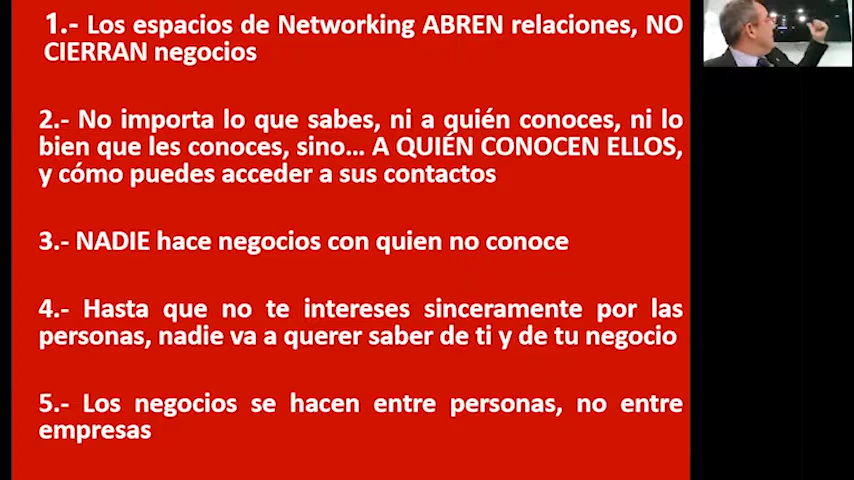 1.- Los espacios de Networking ABREN relaciones, NO
CIERRAN negocios
2.- No importa lo que sabes, ni a quién conoces, ni lo
bien que les conoces, sino... A QUIÉN CONOCEN ELLOS,
y cómo puedes acceder a sus contactos
3.- NADIE hace negocios con quien no conoce
4.- Hasta que no te intereses sinceramente por las
personas, nadie va a querer saber de ti y de tu negocio
5.- Los negocios se hacen entre personas, no entre
empresas